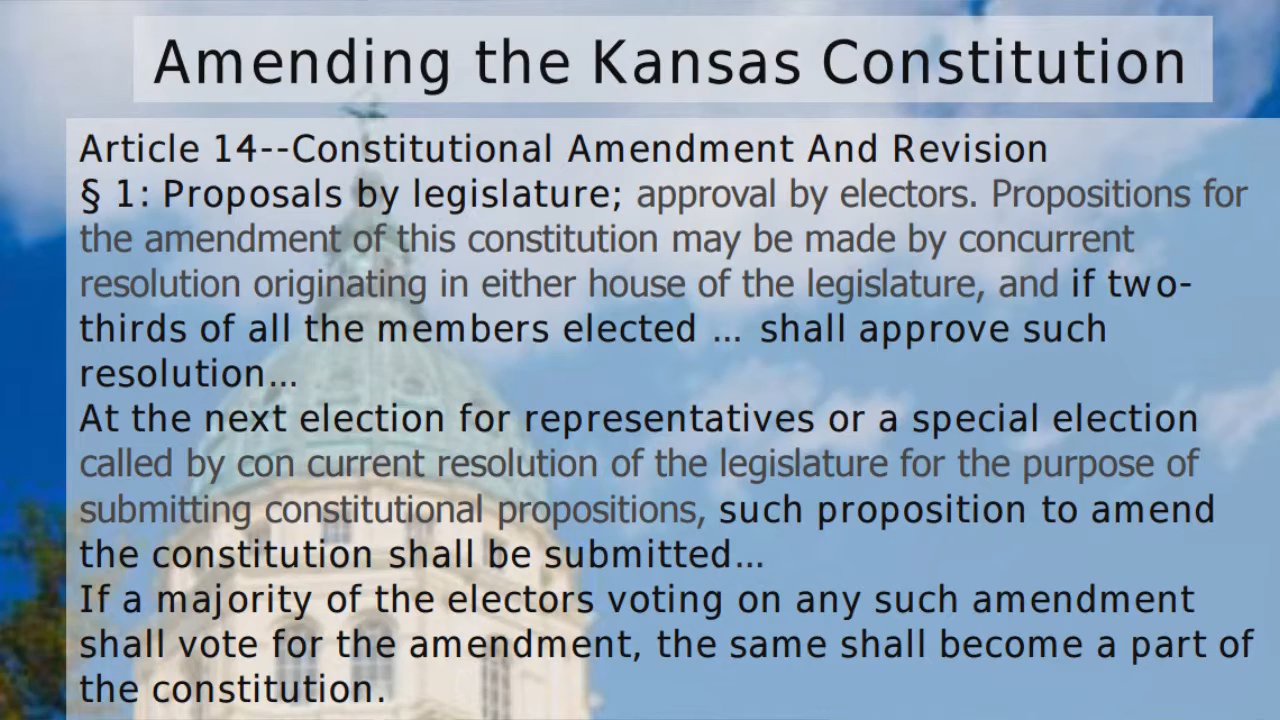 Amending the Kansas Constitution
Article 14--Constitutional Amendment And Revision
§ 1: Proposals by legislature; approval by electors. Propositions for
the amendment of this constitution may be made by concurrent
resolution originating in either house of the legislature, and if two-
thirds of all the members elected … shall approve such
resolution…
At the next election for representatives or a special election
called by con current resolution of the legislature for the purpose of
submitting constitutional propositions, such proposition to amend
the constitution shall be submitted…
If a majority of the electors voting on any such amendment
shall vote for the amendment, the same shall become a part of
the constitution.